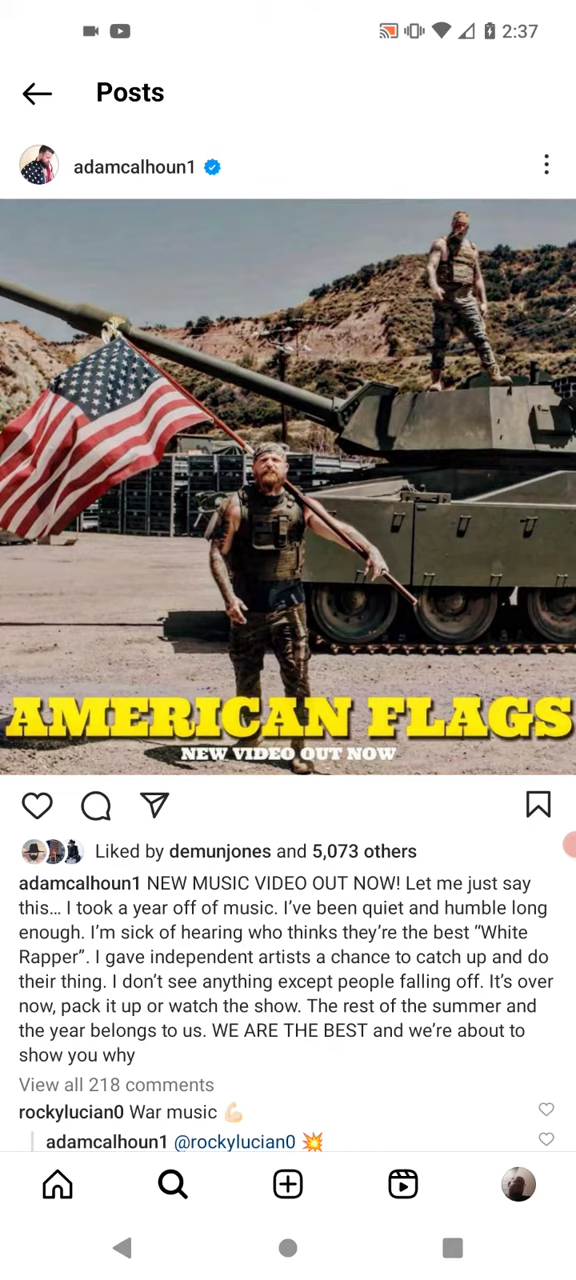 2:37
Posts
adamcalhoun1
AMERICAN FLAGS
NEW VIDEO OUT NOW
Liked by demunjones and 5,073 others
adamcalhoun1 NEW MUSIC VIDEO OUT NOW! Let me just say
this… I took a year off of music. I’ve been quiet and humble long
enough. I’m sick of hearing who thinks they’re the best “White
Rapper”. I gave independent artists a chance to catch up and do
their thing. I don’t see anything except people falling off. It’s over
now, pack it up or watch the show. The rest of the summer and
the year belongs to us. WE ARE THE BEST and we’re about to
show you why
View all 218 comments
rockylucian0 War music 💪🏻
adamcalhoun1 @rockylucian0 💥